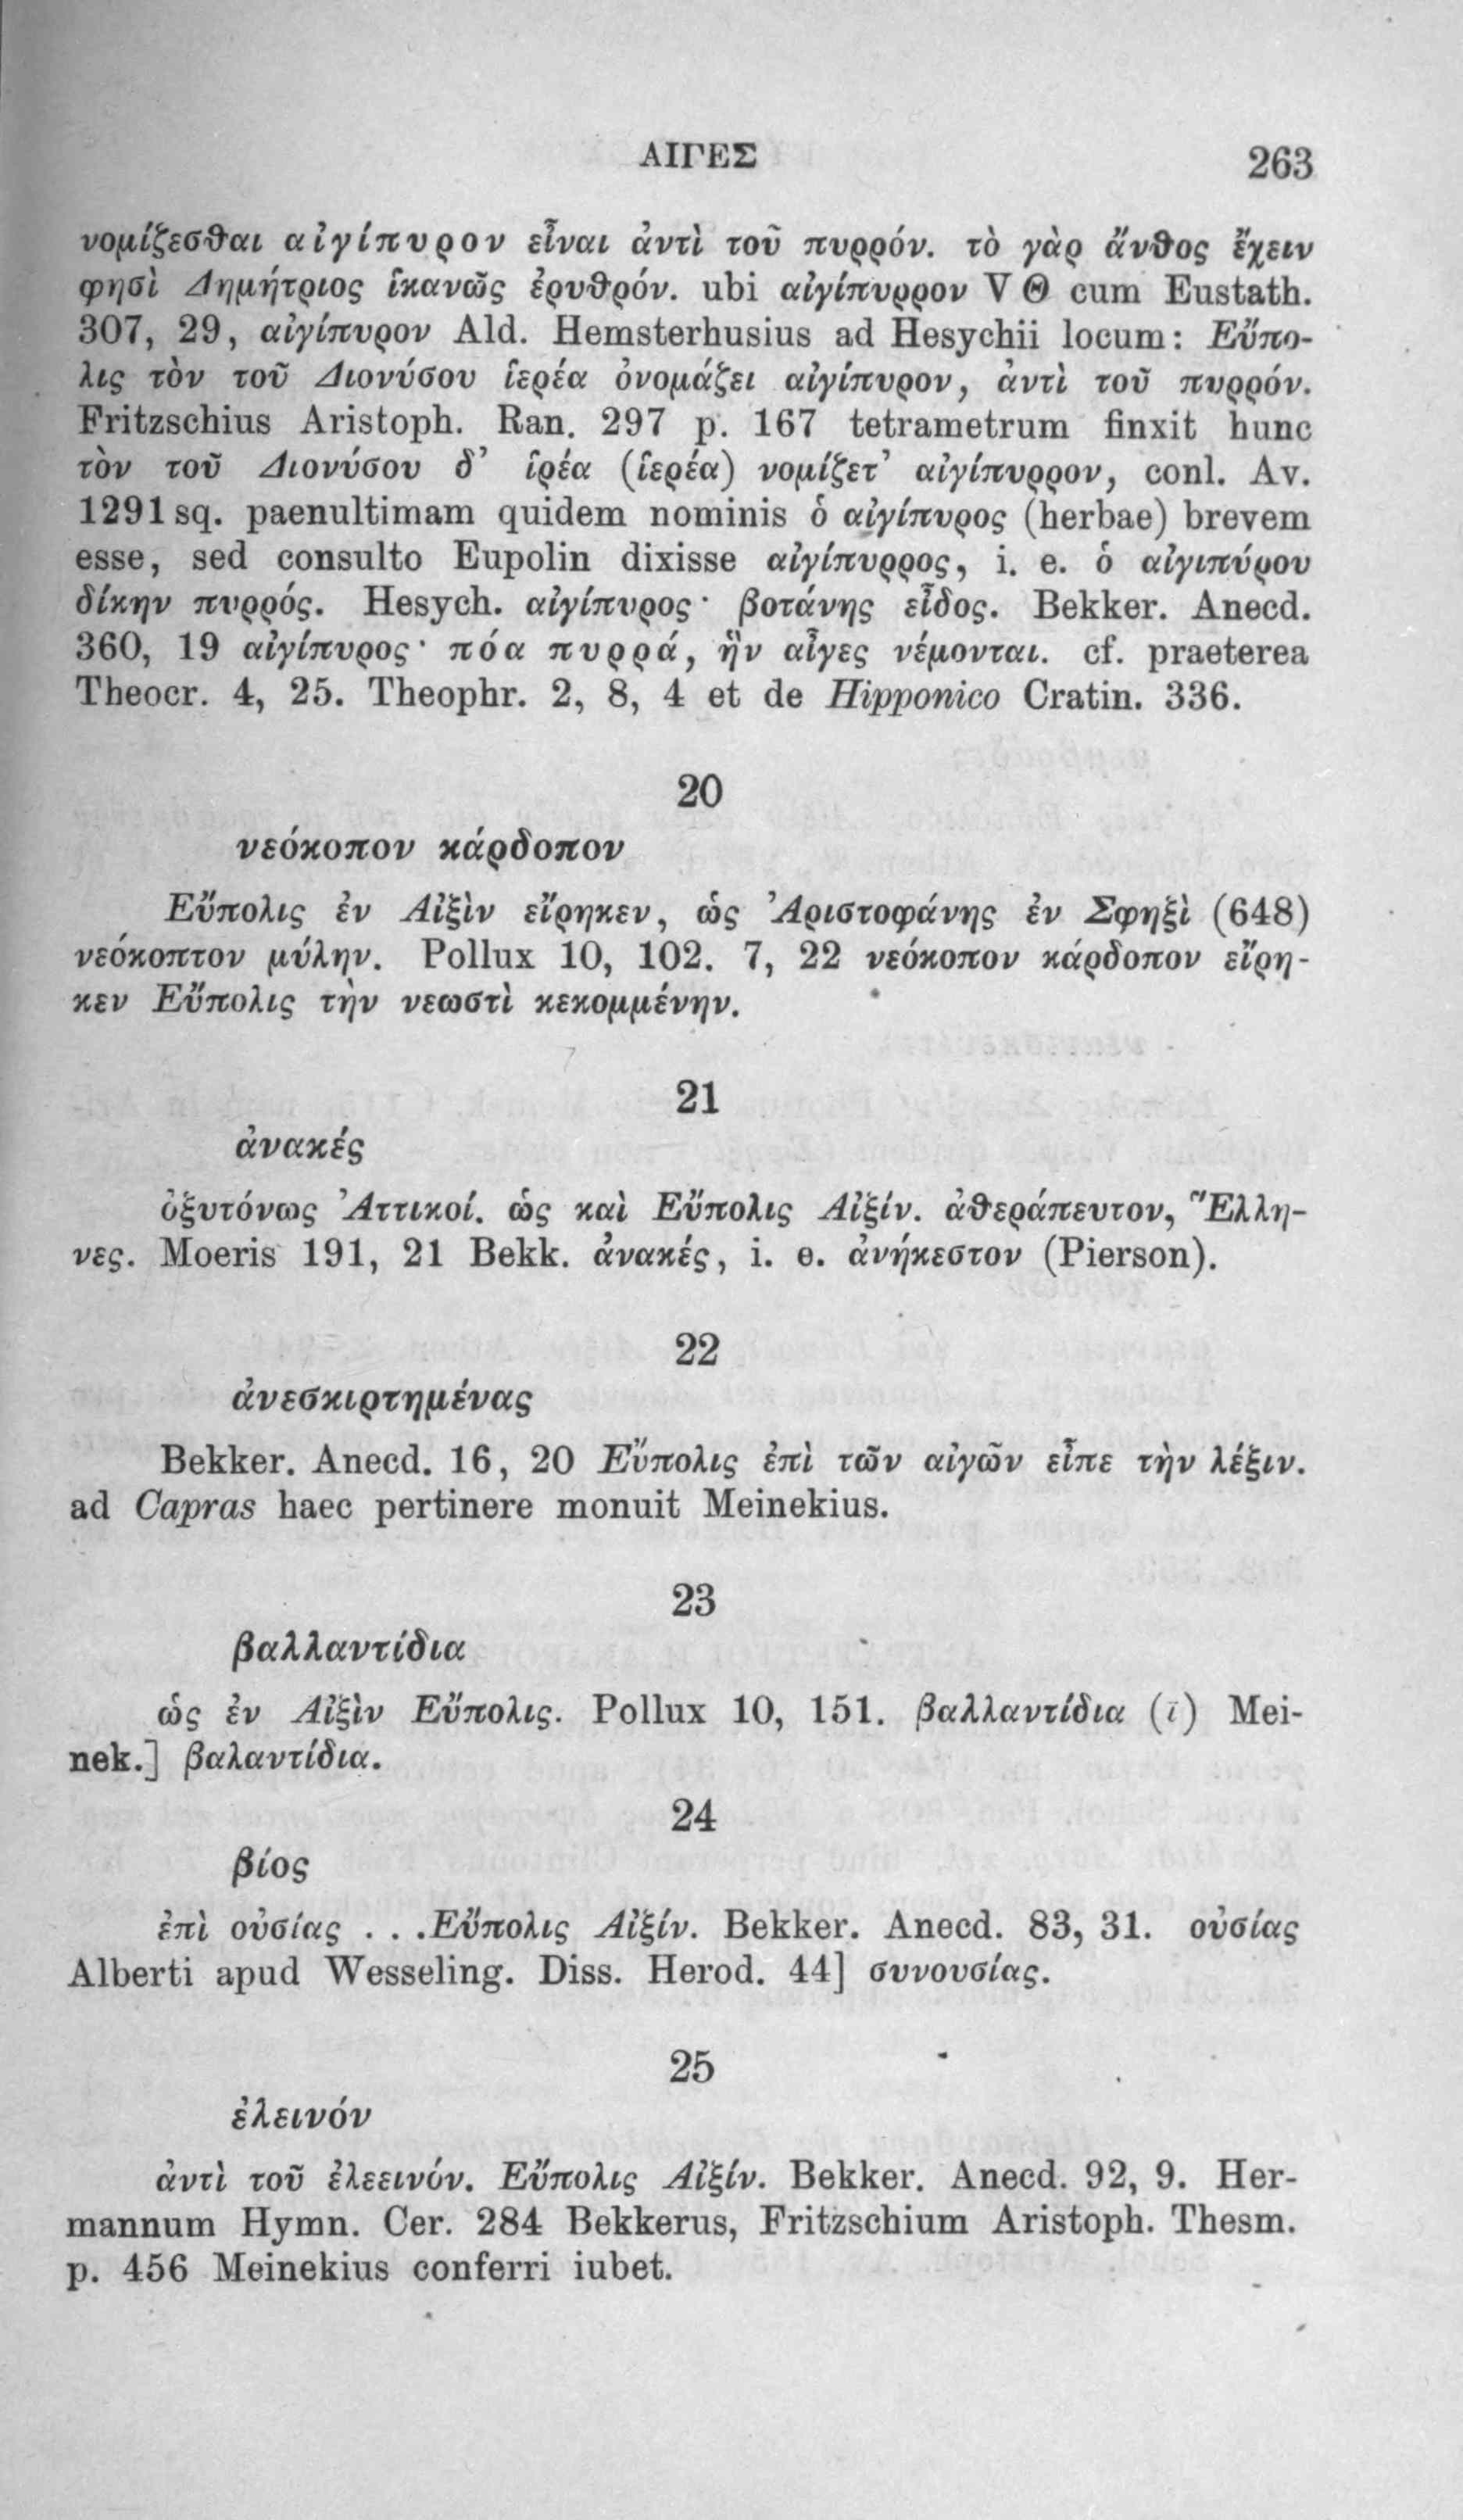 ΑΙΓΕΣ 263
νομίζεσθαι αἰγίπυρον εἶναι ἀντὶ τοῦ πυρρόν. τὸ γὰρ ἄνθος ἔχειν
φησὶ Δημήτριος ἱκανῶς ἐρυθρόν. ubi αἰγίπυρρον V Θ cum Eustath.
307, 29, αἰγίπυρον Ald. Hemsterhusius ad Hesychii locum: Εὔπο-
λις τὸν τοῦ Διονύσου ἱερέα ὀνομάζει αἰγίπυρον, ἀντὶ τοῦ πυρρόν.
Fritzschius Aristoph. Ran. 297 p. 167 tetrametrum finxit hunc
τὸν τοῦ Διονύσου δ’ ἱρέα (ἱερέα) νομίζετ’ αἰγίπυρρον, conl. Av.
1291 sq. paenultimam quidem nominis ὁ αἰγίπυρος (herbae) brevem
esse, sed consulto Eupolin dixisse αἰγίπυρρος, i. e. ὁ αἰγιπύρου
δίκην πυρρός. Hesych. αἰγίπυρος· βοτάνης εἶδος. Bekker. Anecd.
360, 19 αἰγίπυρος· πόα πυρρά, ἣν αἶγες νέμονται. cf. praeterea
Theocr. 4, 25. Theophr. 2, 8, 4 et de Hipponico Cratin. 336.
20
νεόκοπον κάρδοπον
Εὔπολις ἐν Αἰξὶν εἴρηκεν, ὡς Ἀριστοφάνης ἐν Σφηξὶ (648)
νεόκοπτον μύλην. Pollux 10, 102. 7, 22 νεόκοπον κάρδοπον εἴρη-
κεν Εὔπολις τὴν νεωστὶ κεκομμένην.
21
ἀνακές
ὀξυτόνως Ἀττικοί. ὡς καὶ Εὔπολις Αἰξίν. ἀθεράπευτον, Ἕλλη-
νες. Moeris 191, 21 Bekk. ἀνακές, i. e. ἀνήκεστον (Pierson).
22
ἀνεσκιρτημένας
Bekker. Anecd. 16, 20 Εὔπολις ἐπὶ τῶν αἰγῶν εἶπε τὴν λέξιν.
ad Capras haec pertinere monuit Meinekius.
23
βαλλαντίδια
ὡς ἐν Αἰξὶν Εὔπολις. Pollux 10, 151. βαλλαντίδια (ῑ) Mei-
nek.] βαλαντίδια.
24
βίος
ἐπὶ οὐσίας . . .Εὔπολις Αἰξίν. Bekker. Anecd. 83, 31. οὐσίας
Alberti apud Wesseling. Diss. Herod. 44] συνουσίας.
25
ἐλεινόν
ἀντὶ τοῦ ἐλεεινόν. Εὔπολις Αἰξίν. Bekker. Anecd. 92, 9. Her-
mannum Hymn. Cer. 284 Bekkerus, Fritzschium Aristoph. Thesm.
p. 456 Meinekius conferri iubet.